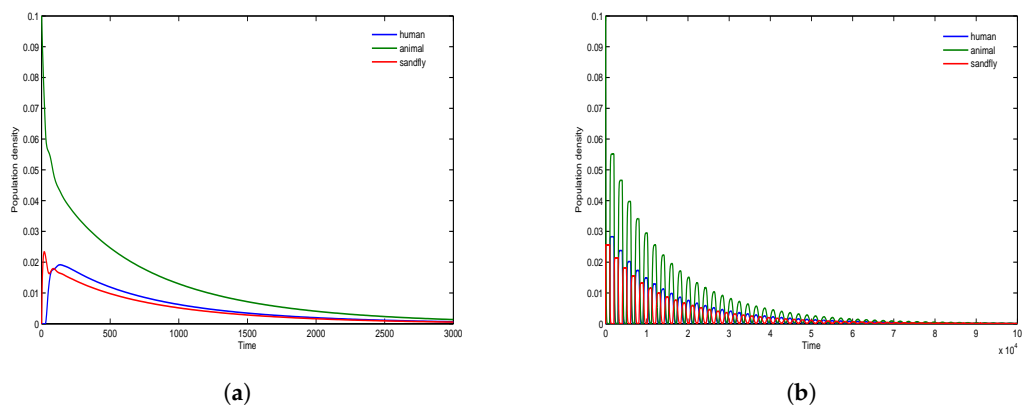 0.1
0.09
0.08
0.07
0.06
0.05
0.04
0.03
0.02
0.01
0
Population density
0 500 1000 1500 2000 2500 3000
Time
human
animal
sandfly
(a)
0.1
0.09
0.08
0.07
0.06
0.05
0.04
0.03
0.02
0.01
0
Population density
0 1 2 3 4 5 6 7 8 9 10
Time
x 10^4
human
animal
sandfly
(b)